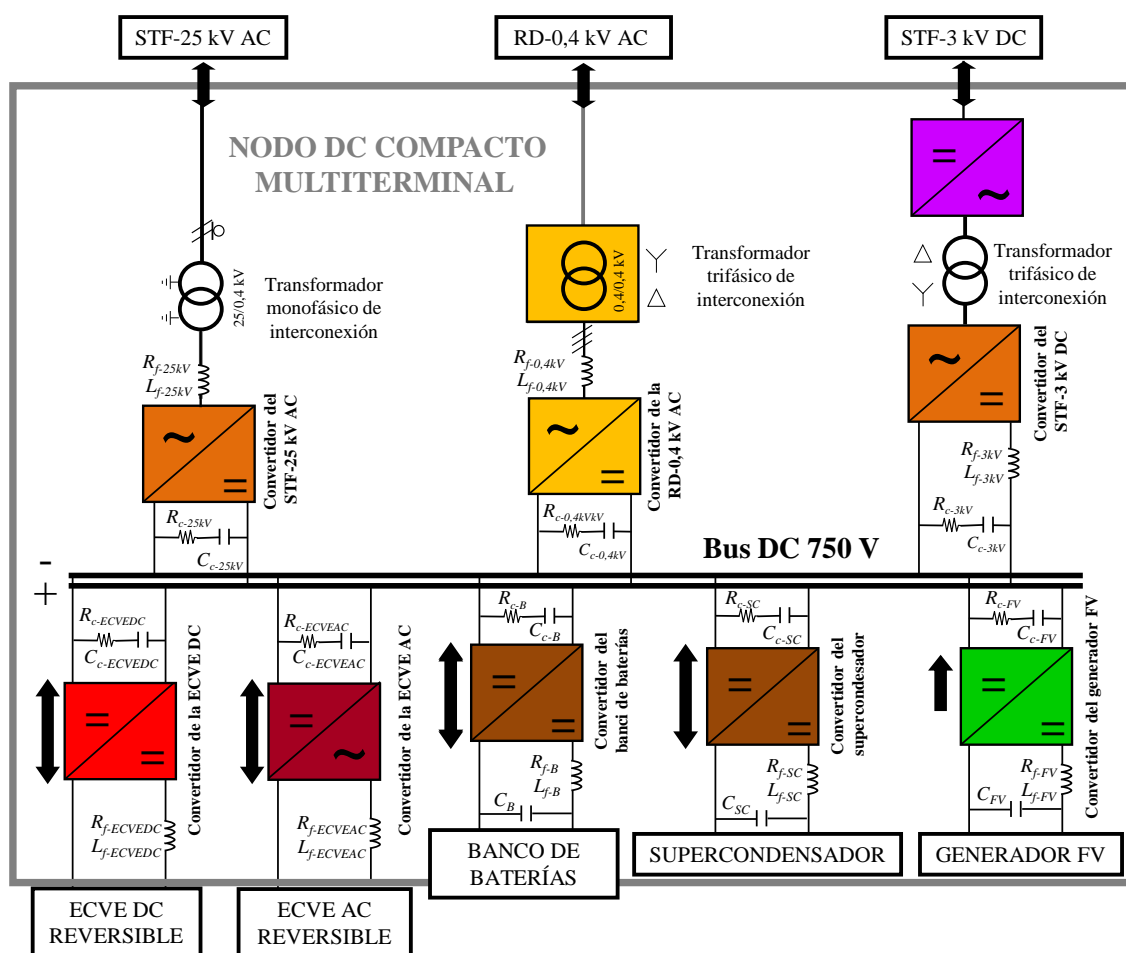 STF-25 kV AC
RD-0,4 kV AC
STF-3 kV DC
NODO DC COMPACTO
MULTITERMINAL
25/0,4 kV
Transformador
monofásico de
interconexión
0,4/0,4 kV
Transformador
trifásico de
interconexión
Transformador
trifásico de
interconexión
Rf-25kV
Lf-25kV
Convertidor del
STF-25 kV AC
Rf-0,4kV
Lf-0,4kV
Convertidor de la
RD-0,4 kV AC
Convertidor del
STF-3 kV DC
Rf-3kV
Lf-3kV
Rc-25kV
Cc-25kV
Rc-0,4kVkV
Cc-0,4kV
Rc-3kV
Cc-3kV
Bus DC 750 V
-
+
Rc-ECVEDC
Cc-ECVEDC
Convertidor de la ECVE DC
Rf-ECVEDC
Lf-ECVEDC
Rc-ECVEAC
Cc-ECVEAC
Convertidor de la ECVE AC
Rf-ECVEAC
Lf-ECVEAC
Rc-B
Cc-B
Convertidor del
banci de baterías
Rf-B
Lf-B
CB
Rc-SC
Cc-SC
Convertidor del
supercondesador
Rf-SC
Lf-SC
CSC
Rc-FV
Cc-FV
Convertidor del generador FV
Rf-FV
Lf-FV
CFV
BANCO DE
BATERÍAS
SUPERCONDENSADOR
GENERADOR FV
ECVE DC
REVERSIBLE
ECVE AC
REVERSIBLE